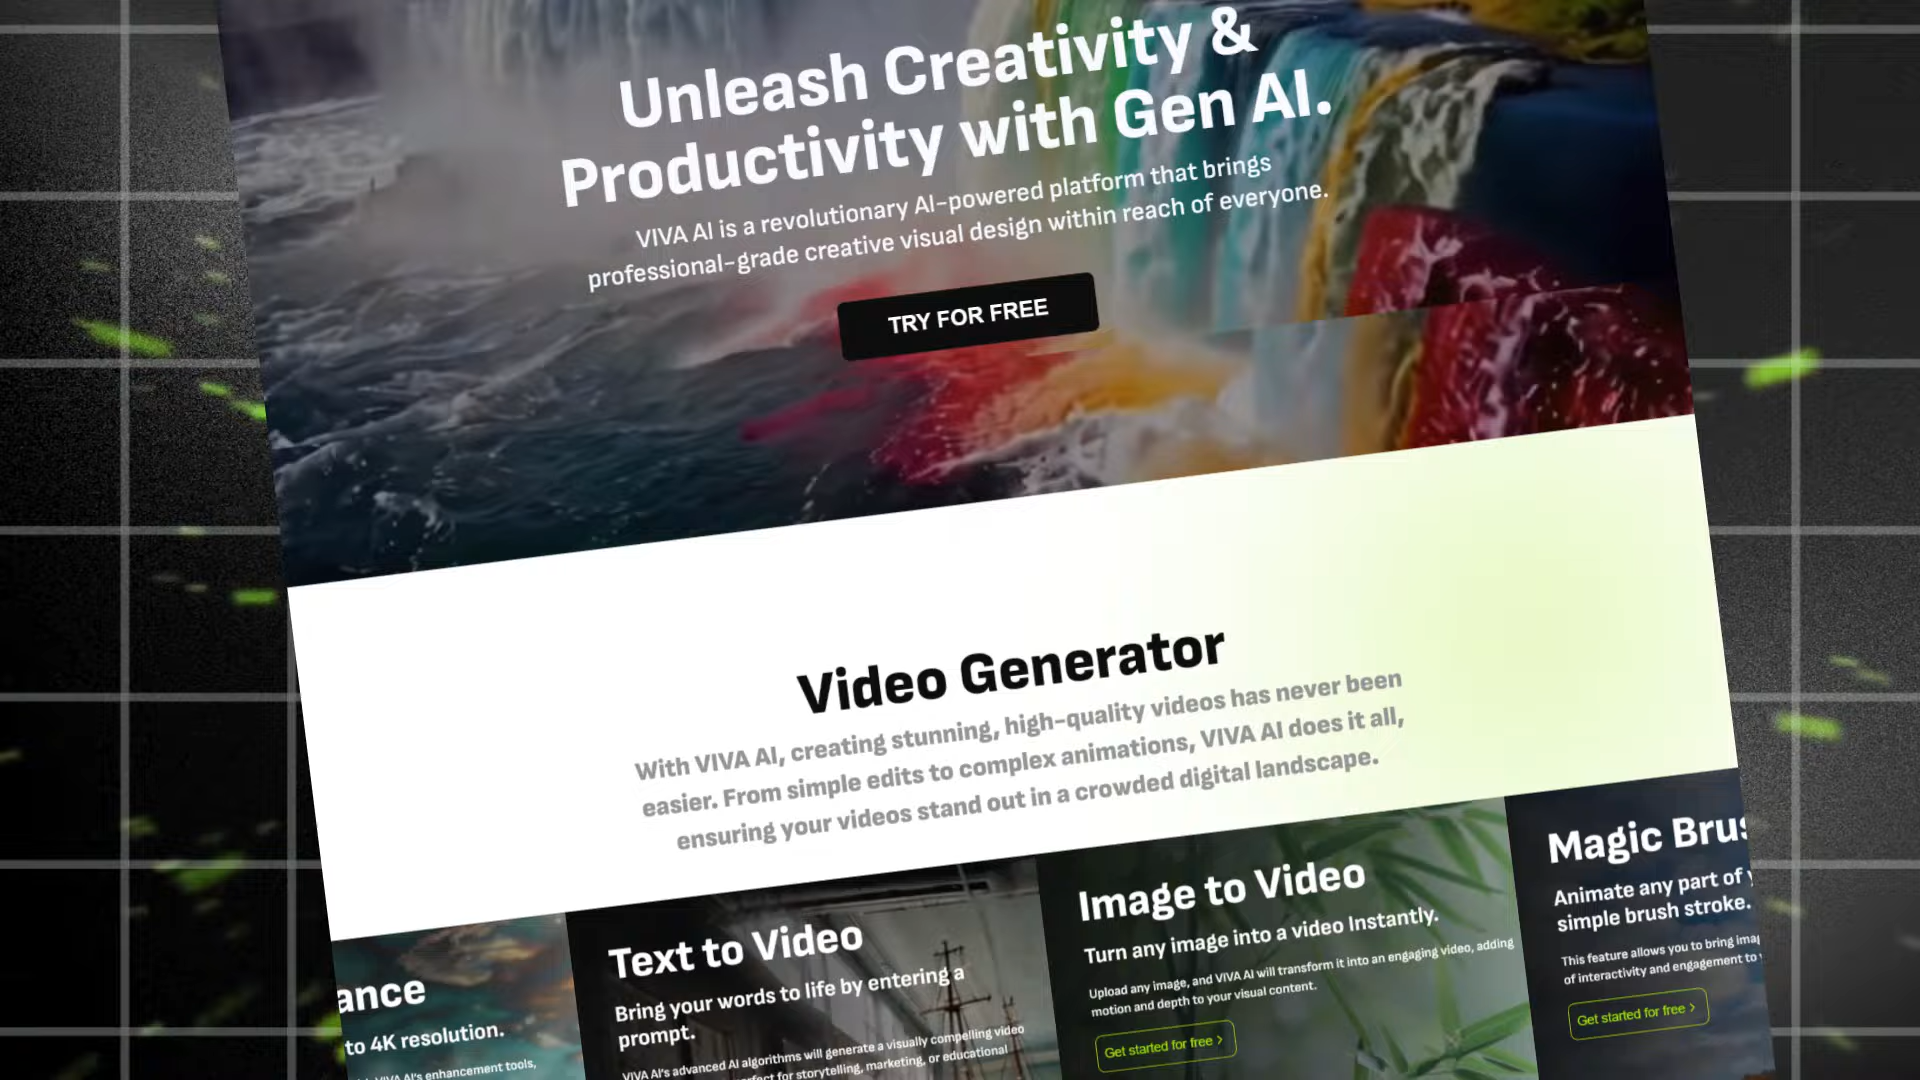 Unleash Creativity &
Productivity with Gen AI.
VIVA AI is a revolutionary AI-powered platform that brings
professional-grade creative visual design within reach of everyone.
TRY FOR FREE
Video Generator
With VIVA AI, creating stunning, high-quality videos has never been
easier. From simple edits to complex animations, VIVA AI does it all,
ensuring your videos stand out in a crowded digital landscape.
ance
to 4K resolution.
VIVA AI's enhancement tools,
Text to Video
Bring your words to life by entering a
prompt.
VIVA AI's advanced AI algorithms will generate a visually compelling video
for storytelling, marketing, or educational
Image to Video
Turn any image into a video Instantly.
Upload any image, and VIVA AI will transform it into an engaging video, adding
motion and depth to your visual content.
Get started for free >
Magic Brus
Animate any part of
simple brush stroke.
This feature allows you to bring
of interactivity and engagement to
Get started for free >